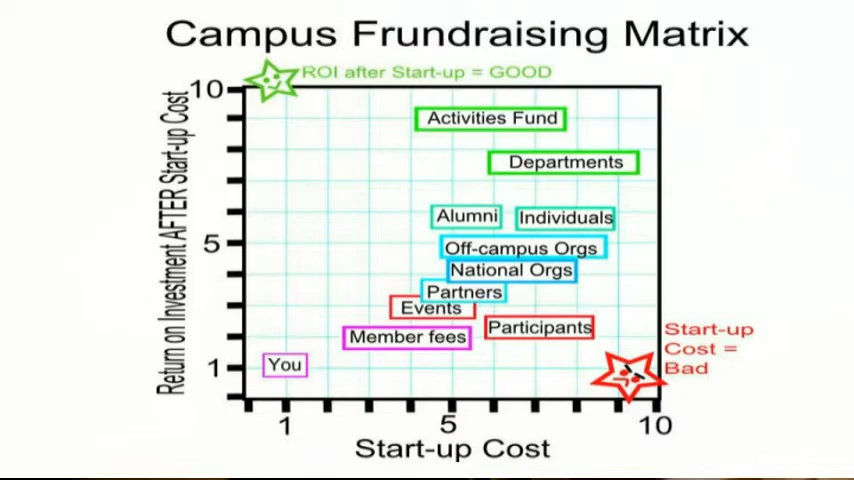 Campus Frundraising Matrix
ROI after Start-up = GOOD
Return on Investment AFTER Start-up Cost
10
5
1
Activities Fund
Departments
Alumni
Individuals
Off-campus Orgs
National Orgs
Partners
Events
Participants
Member fees
You
Start-up
Cost =
Bad
1
5
10
Start-up Cost